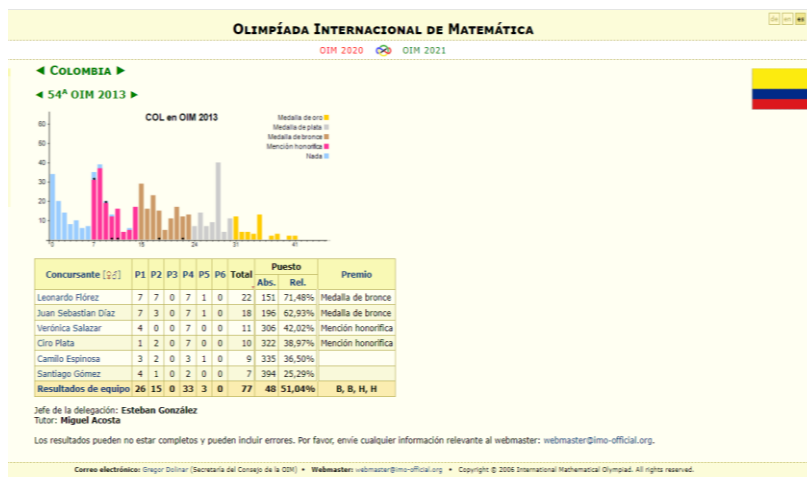 de en es
Olimpíada Internacional de Matemática
OIM 2020 OIM 2021
◄ Colombia ►
◄ 54ª OIM 2013 ►
COL en OIM 2013
Medalla de oro
Medalla de plata
Medalla de bronce
Mención honorífica
Nada
60
50
40
30
20
10
0 7 15 24 31 41
Concursante [♀♂] P1 P2 P3 P4 P5 P6 Total Puesto Premio
Abs. Rel.
Leonardo Flórez 7 7 0 7 1 0 22 151 71,48% Medalla de bronce
Juan Sebastian Díaz 7 3 0 7 1 0 18 196 62,93% Medalla de bronce
Verónica Salazar 4 0 0 7 0 0 11 306 42,02% Mención honorífica
Ciro Plata 1 2 0 7 0 0 10 322 38,97% Mención honorífica
Camilo Espinosa 3 2 0 3 1 0 9 335 36,50%
Santiago Gómez 4 1 0 2 0 0 7 394 25,29%
Resultados de equipo 26 15 0 33 3 0 77 48 51,04% B, B, H, H
Jefe de la delegación: Esteban González
Tutor: Miguel Acosta
Los resultados pueden no estar completos y pueden incluir errores. Por favor, envíe cualquier información relevante al webmaster: webmaster@imo-official.org.
Correo electrónico: Gregor Dolinar (Secretaría del Consejo de la OIM) • Webmaster: webmaster@imo-official.org • Copyright © 2006 International Mathematical Olympiad. All rights reserved.